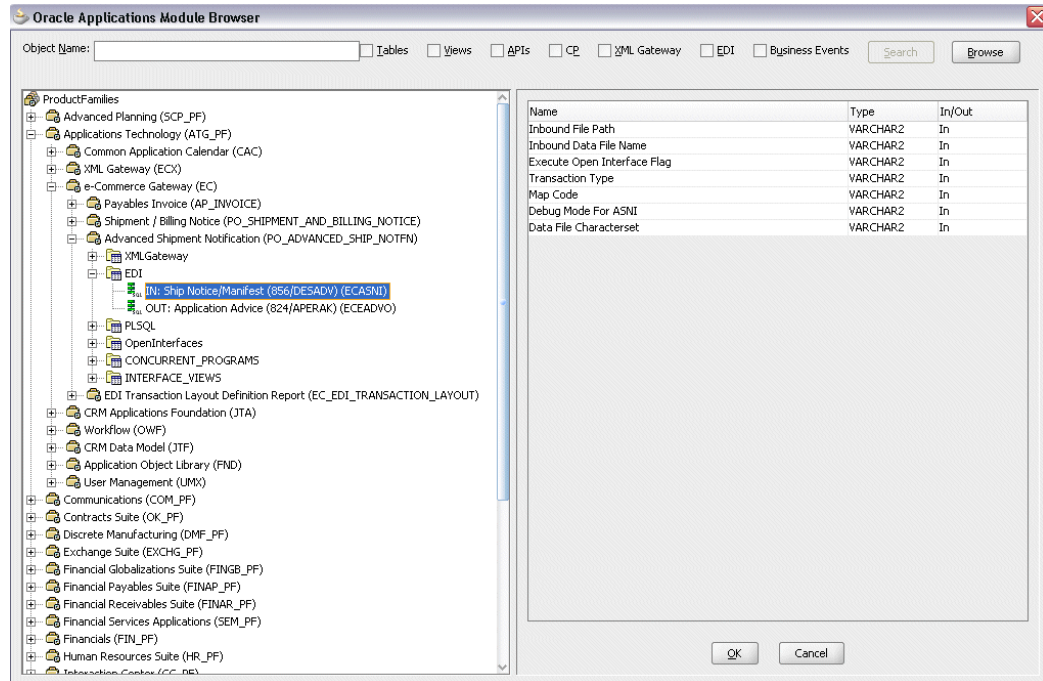 Oracle Applications Module Browser
Object Name: Tables Views APIs CP XML Gateway EDI Business Events Search Browse
ProductFamilies
Advanced Planning (SCP_PF)
Applications Technology (ATG_PF)
Common Application Calendar (CAC)
XML Gateway (ECX)
e-Commerce Gateway (EC)
Payables Invoice (AP_INVOICE)
Shipment / Billing Notice (PO_SHIPMENT_AND_BILLING_NOTICE)
Advanced Shipment Notification (PO_ADVANCED_SHIP_NOTFN)
XMLGateway
EDI
IN: Ship Notice/Manifest (856/DESADV) (ECASNI)
OUT: Application Advice (824/APERAK) (ECEADVO)
PLSQL
OpenInterfaces
CONCURRENT_PROGRAMS
INTERFACE_VIEWS
EDI Transaction Layout Definition Report (EC_EDI_TRANSACTION_LAYOUT)
CRM Applications Foundation (JTA)
Workflow (OWF)
CRM Data Model (JTF)
Application Object Library (FND)
User Management (UMX)
Communications (COM_PF)
Contracts Suite (OK_PF)
Discrete Manufacturing (DMF_PF)
Exchange Suite (EXCHG_PF)
Financial Globalizations Suite (FINGB_PF)
Financial Payables Suite (FINAP_PF)
Financial Receivables Suite (FINAR_PF)
Financial Services Applications (SEM_PF)
Financials (FIN_PF)
Human Resources Suite (HR_PF)
Interaction Center (CC_PF)
Name Type In/Out
Inbound File Path VARCHAR2 In
Inbound Data File Name VARCHAR2 In
Execute Open Interface Flag VARCHAR2 In
Transaction Type VARCHAR2 In
Map Code VARCHAR2 In
Debug Mode For ASNI VARCHAR2 In
Data File Characterset VARCHAR2 In
OK Cancel